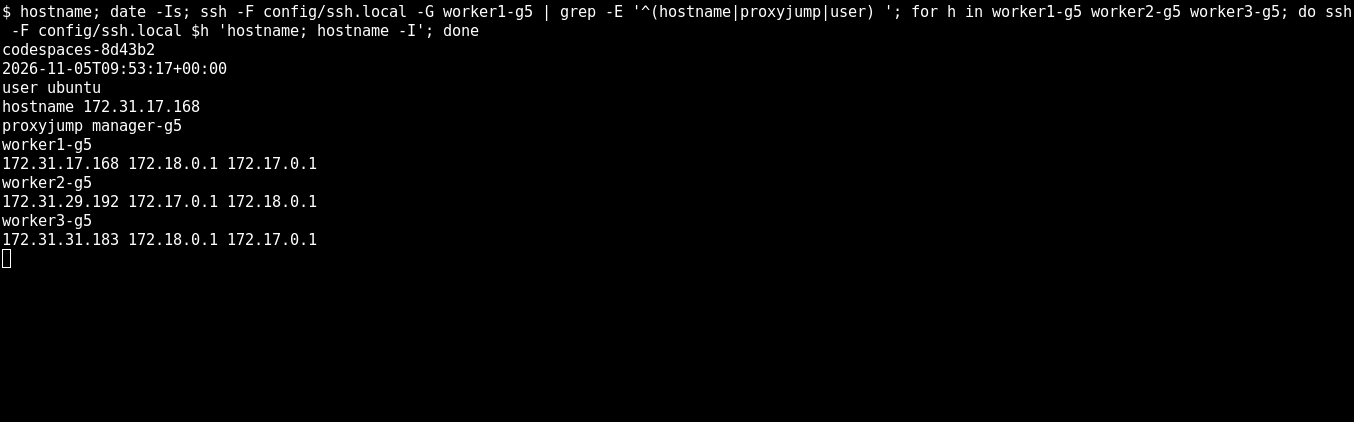 $ hostname; date -Is; ssh -F config/ssh.local -G worker1-g5 | grep -E '^(hostname|proxyjump|user) '; for h in worker1-g5 worker2-g5 worker3-g5; do ssh
 -F config/ssh.local $h 'hostname; hostname -I'; done
codespaces-8d43b2
2026-11-05T09:53:17+00:00
user ubuntu
hostname 172.31.17.168
proxyjump manager-g5
worker1-g5
172.31.17.168 172.18.0.1 172.17.0.1
worker2-g5
172.31.29.192 172.17.0.1 172.18.0.1
worker3-g5
172.31.31.183 172.18.0.1 172.17.0.1